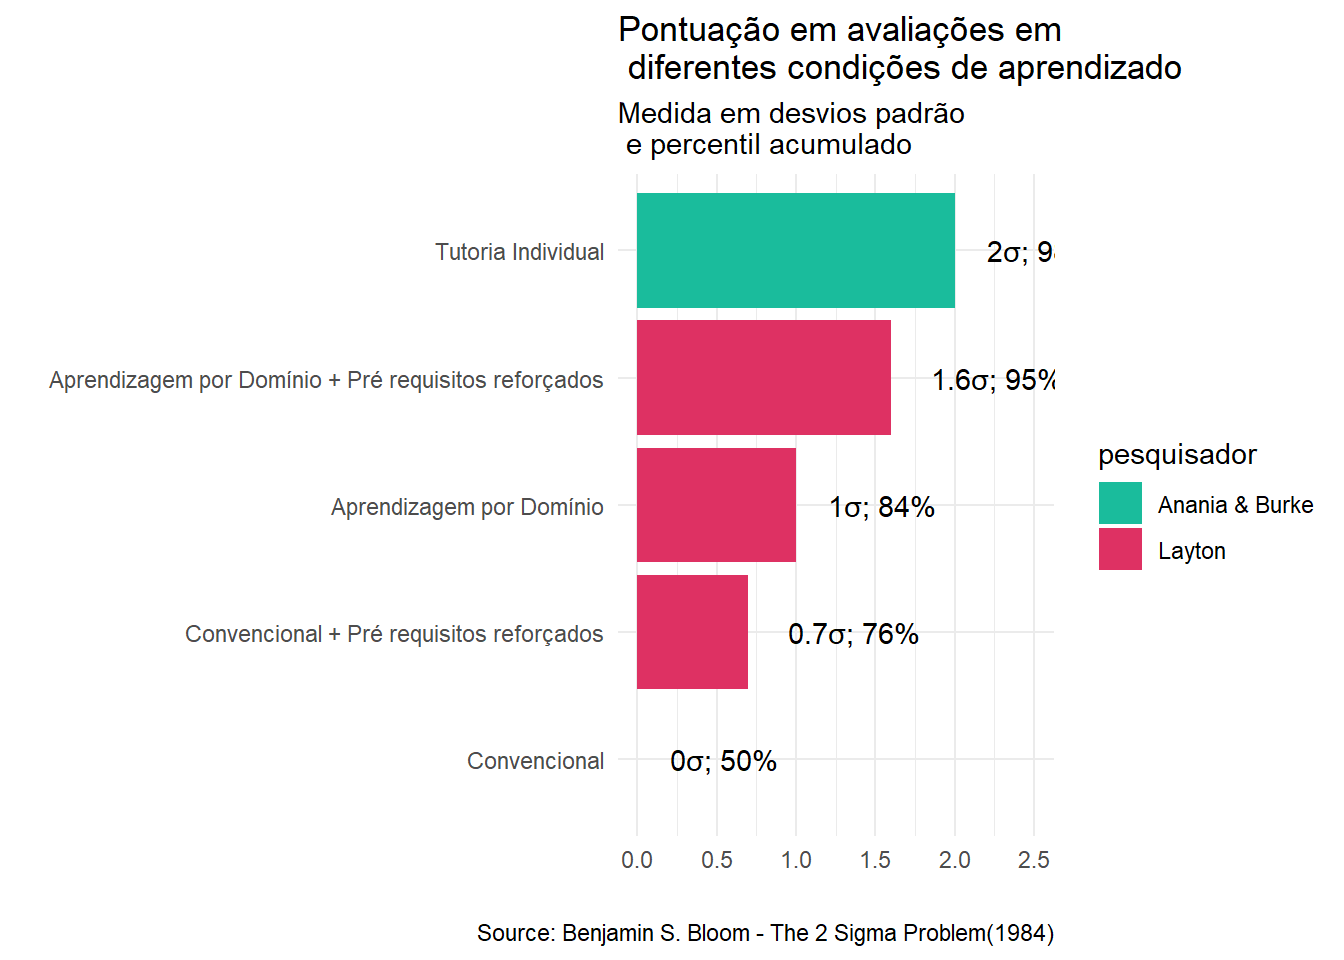 Pontuação em avaliações em
diferentes condições de aprendizado
Medida em desvios padrão
e percentil acumulado
Tutoria Individual
2σ;
Aprendizagem por Domínio + Pré requisitos reforçados
1.6σ; 95%
Aprendizagem por Domínio
1σ; 84%
Convencional + Pré requisitos reforçados
0.7σ; 76%
Convencional
0σ; 50%
0.0 0.5 1.0 1.5 2.0 2.5
pesquisador
Anania & Burke
Layton
Source: Benjamin S. Bloom - The 2 Sigma Problem(1984)